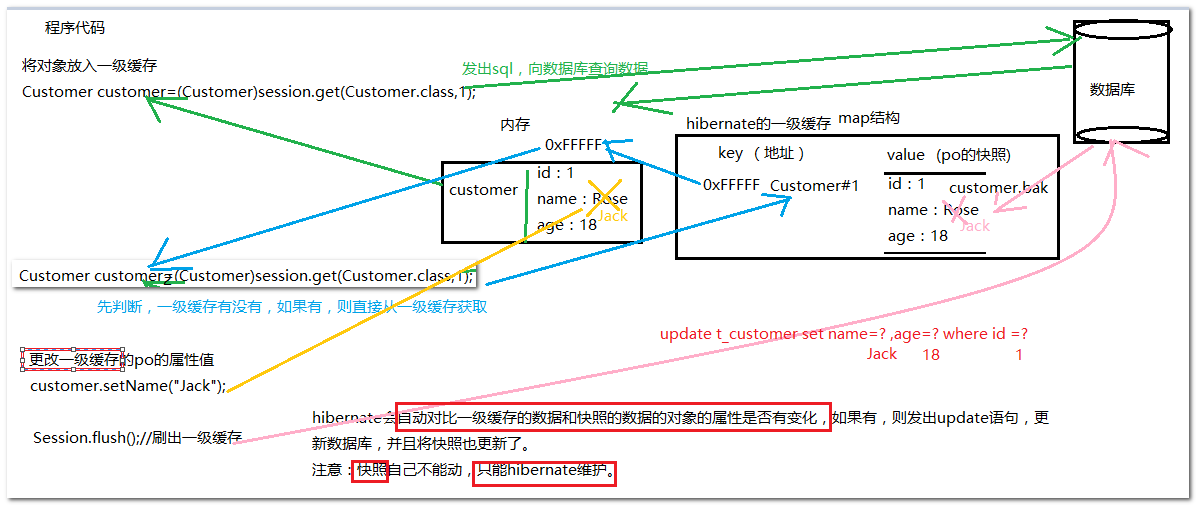 程序代码
将对象放入一级缓存
发出sql，向数据库查询数据
Customer customer=(Customer)session.get(Customer.class,1);
数据库
内存
hibernate的一级缓存 map结构
0xFFFFF
key （ 地址 ）
value (po的快照)
customer
id：1
name：Rose
Jack
age：18
0xFFFFF Customer#1
id：1
customer.bak
name：Rose
Jack
age：18
Customer customer2=(Customer)session.get(Customer.class,1);
先判断，一级缓存有没有，如果有，则直接从一级缓存获取
update t_customer set name=? ,age=? where id =?
Jack 18 1
更改一级缓存的po的属性值
customer.setName("Jack");
hibernate会自动对比一级缓存的数据和快照的数据的对象的属性是否有变化，如果有，则发出update语句，更
新数据库，并且将快照也更新了。
Session.flush();//刷出一级缓存
注意：快照自己不能动，只能hibernate维护。